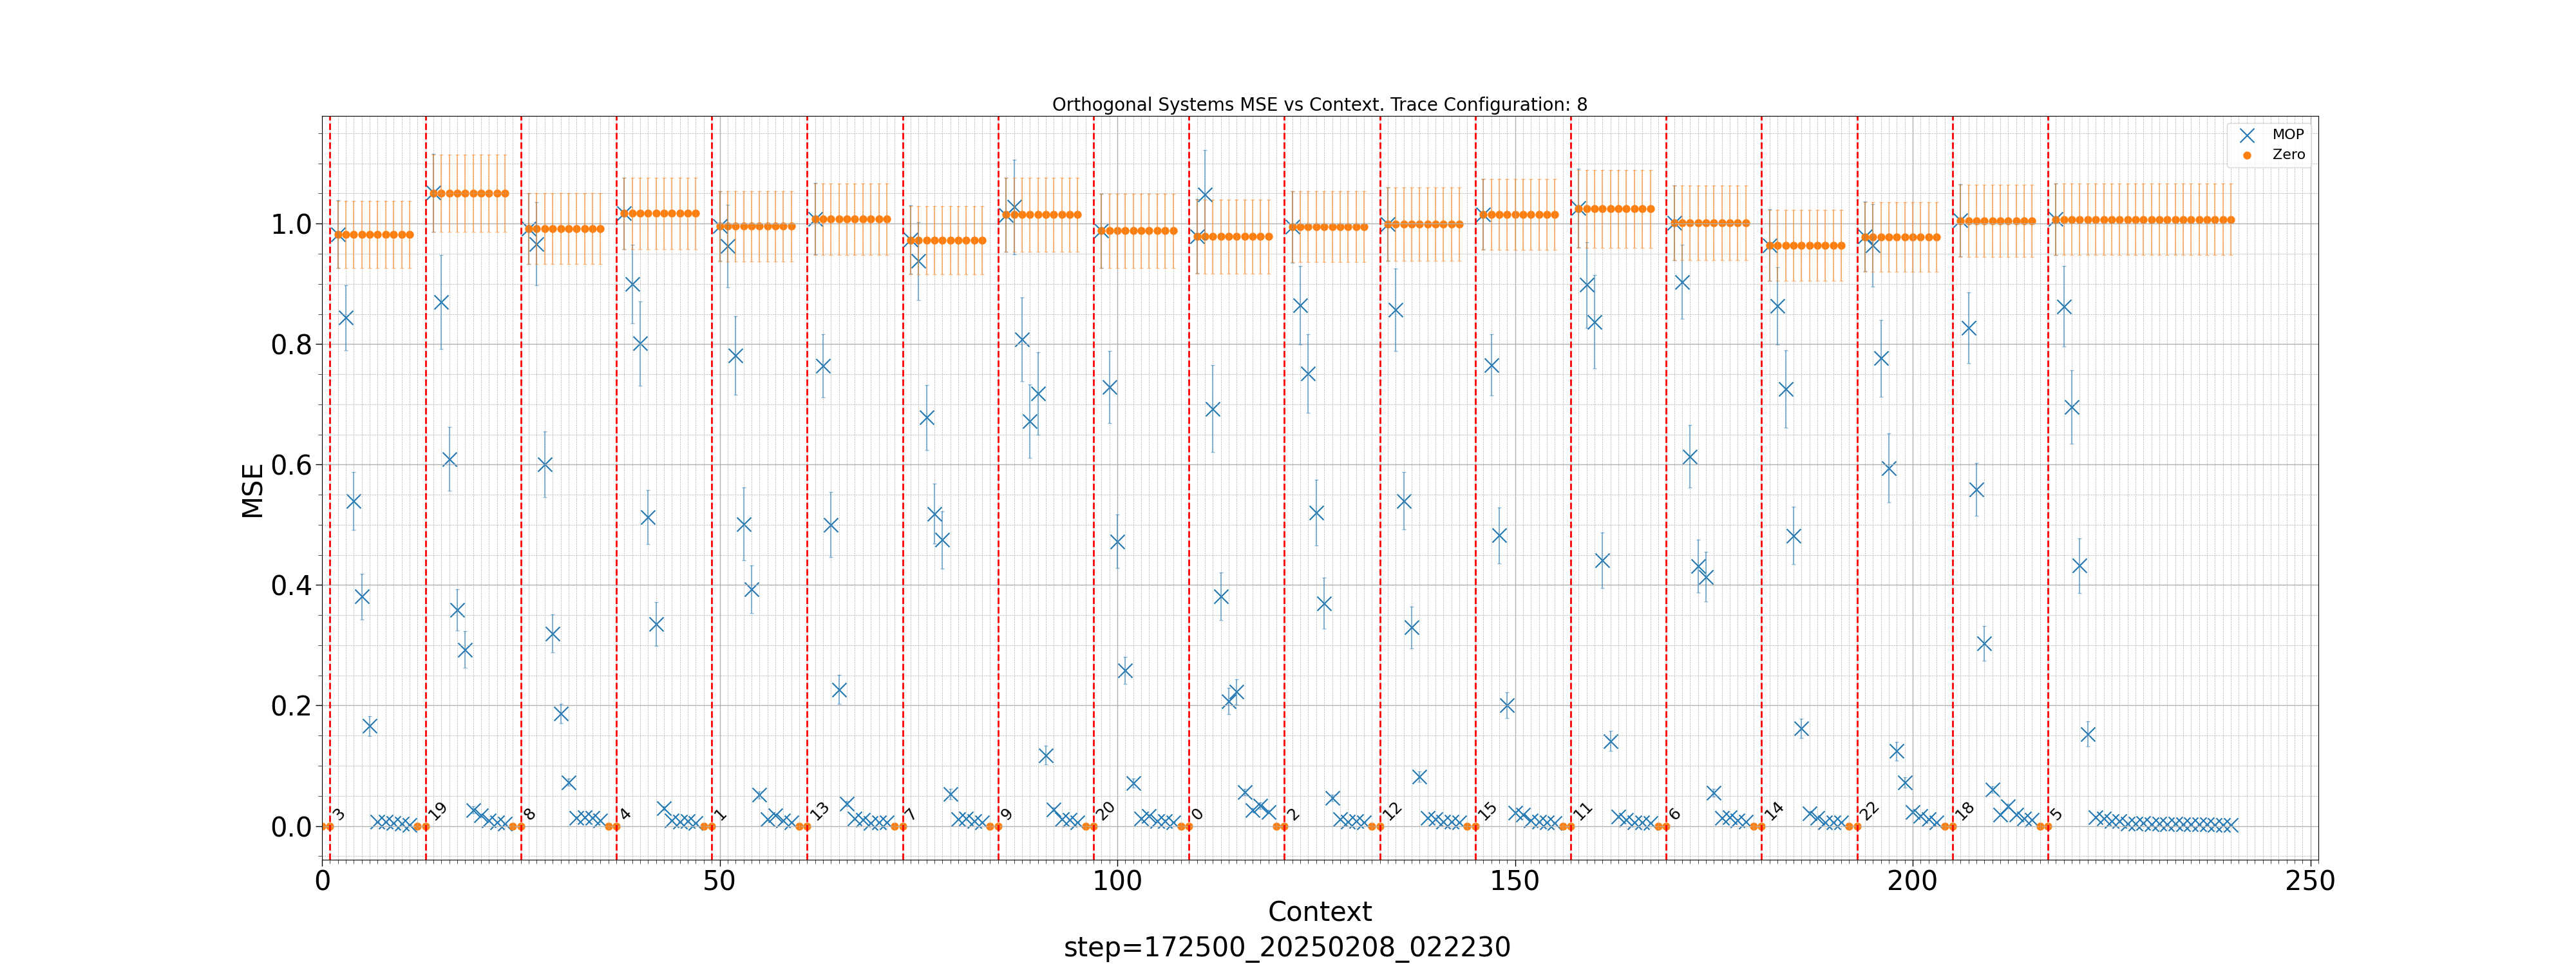 Orthogonal Systems MSE vs Context. Trace Configuration: 8
MOP
Zero
MSE
1.0
0.8
0.6
0.4
0.2
0.0
3 19 8 4 1 13 7 9 20 0 2 12 15 11 6 14 22 18 5
0 50 100 150 200 250
Context
step=172500_20250208_022230